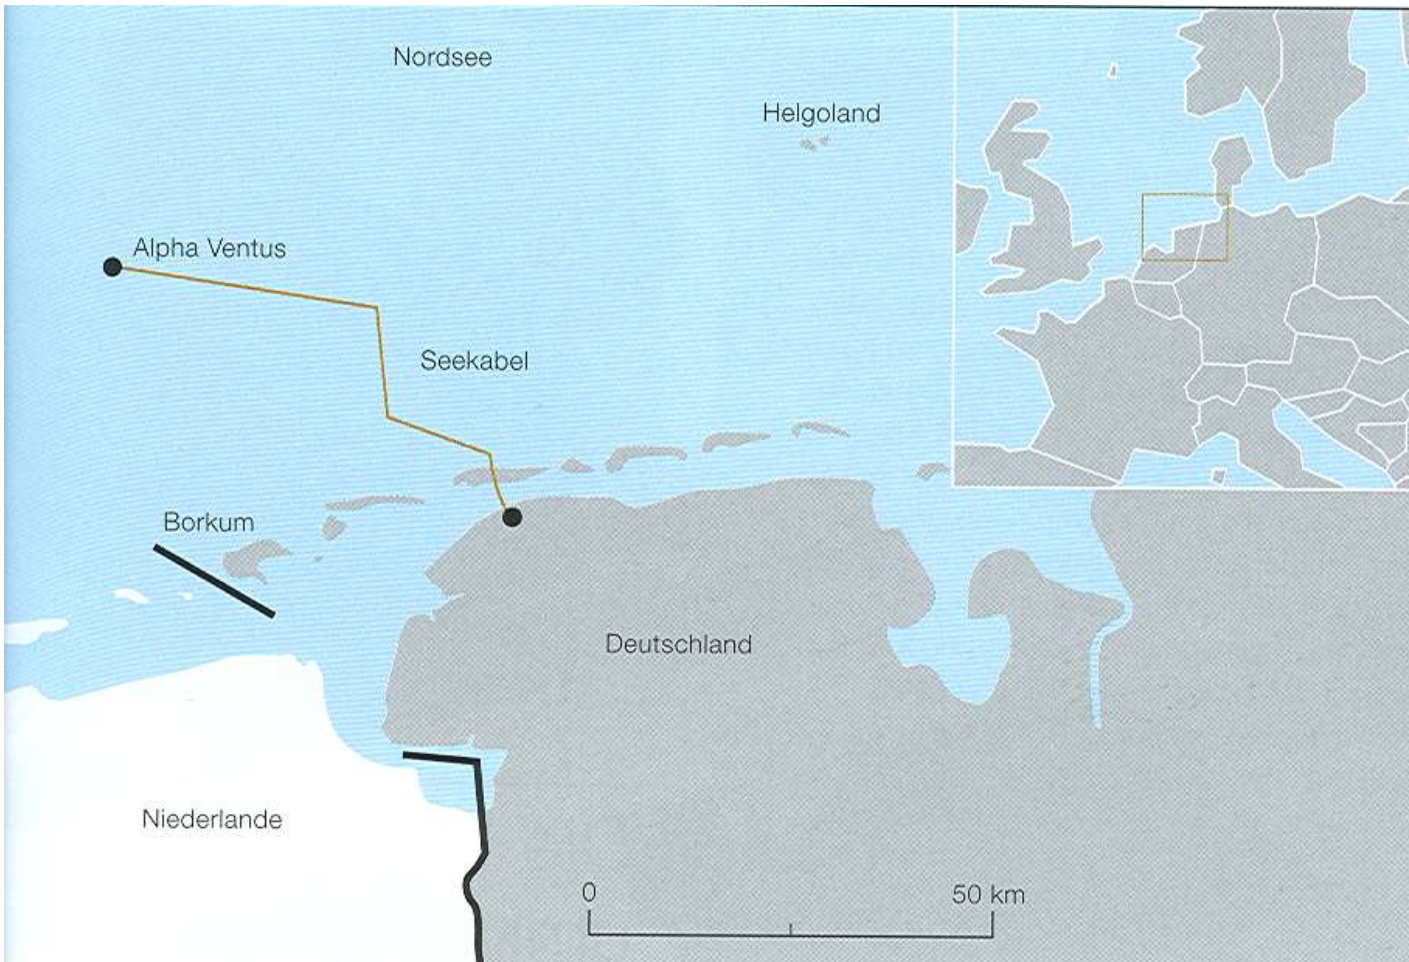 Nordsee
Helgoland
Alpha Ventus
Seekabel
Borkum
Deutschland
Niederlande
0
50 km